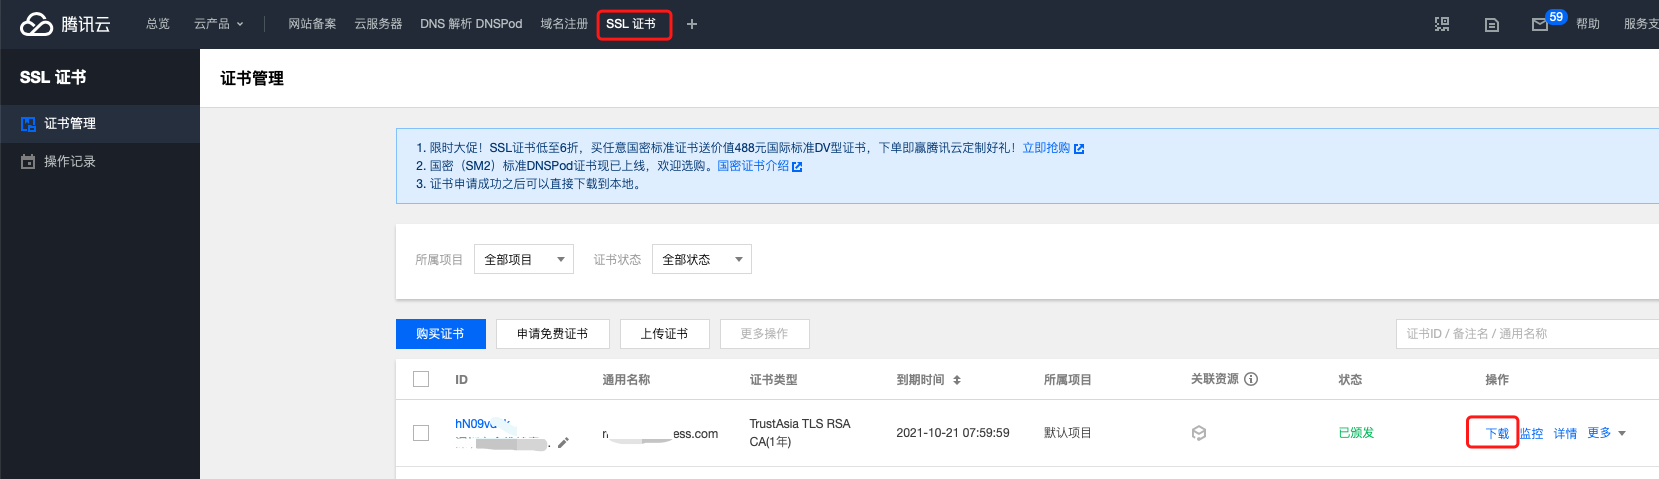 腾讯云 总览 云产品 网站备案 云服务器 DNS 解析 DNSPod 域名注册 SSL 证书 59 帮助 服务支
SSL 证书
证书管理
操作记录
证书管理
1. 限时大促！SSL证书低至6折，买任意国密标准证书送价值488元国际标准DV型证书，下单即赢腾讯云定制好礼！立即抢购
2. 国密（SM2）标准DNSPod证书现已上线，欢迎选购。国密证书介绍
3. 证书申请成功之后可以直接下载到本地。
所属项目 全部项目 证书状态 全部状态
购买证书 申请免费证书 上传证书 更多操作 证书ID / 备注名 / 通用名称
ID 通用名称 证书类型 到期时间 所属项目 关联资源 状态 操作
hN09v ess.com TrustAsia TLS RSA CA(1年) 2021-10-21 07:59:59 默认项目 已颁发 下载 监控 详情 更多